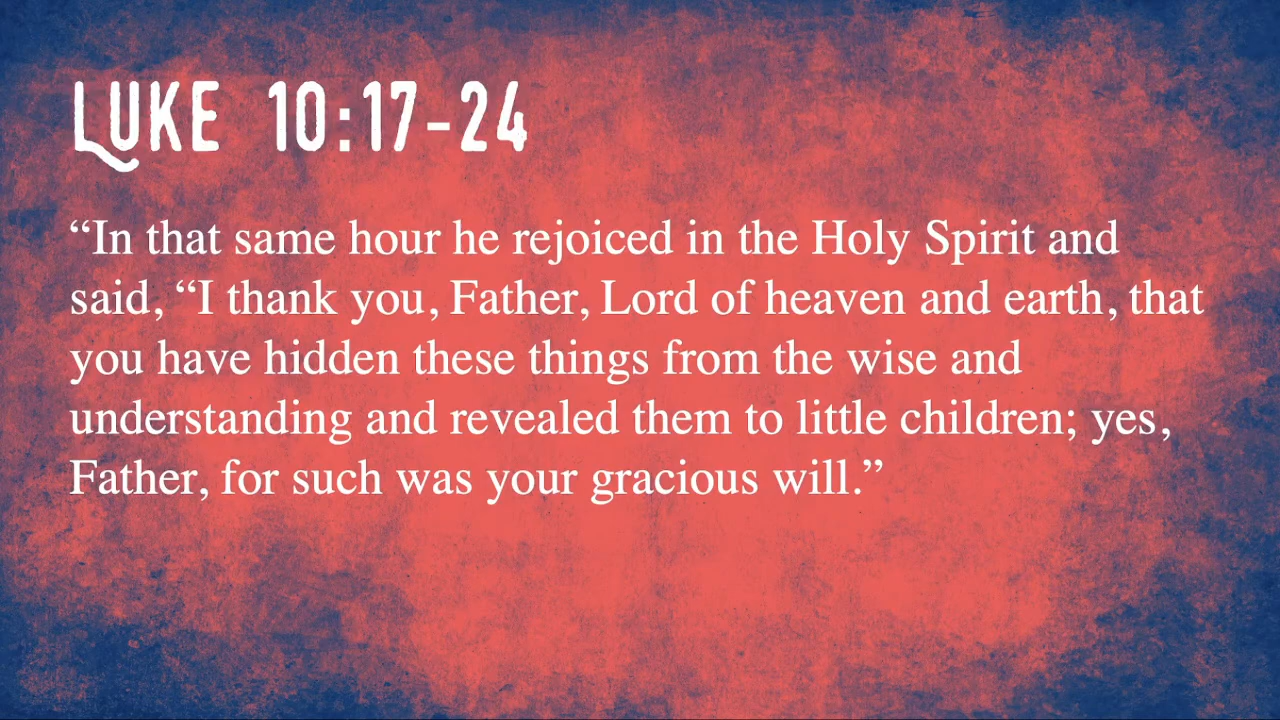 LUKE 10:17-24
“In that same hour he rejoiced in the Holy Spirit and
said, “I thank you, Father, Lord of heaven and earth, that
you have hidden these things from the wise and
understanding and revealed them to little children; yes,
Father, for such was your gracious will.”